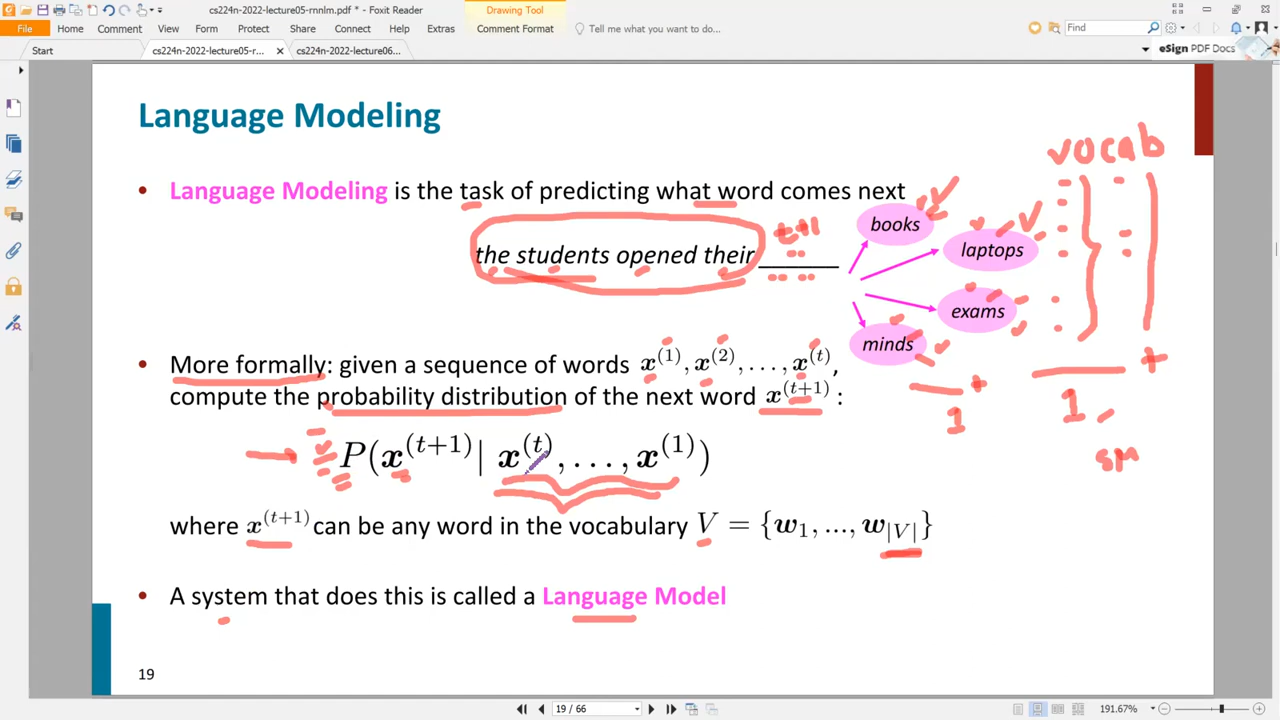 cs224n-2022-lecture05-rnnlm.pdf * - Foxit Reader
Drawing Tool
File Home Comment View Form Protect Share Connect Help Extras Comment Format Tell me what you want to do... Find
Start cs224n-2022-lecture05-r... cs224n-2022-lecture06... eSign PDF Docs
Language Modeling
vocab
• Language Modeling is the task of predicting what word comes next
the students opened their ______
books
laptops
exams
minds
• More formally: given a sequence of words x^(1), x^(2), . . . , x^(t),
compute the probability distribution of the next word x^(t+1) :
+
1
+
1
P(x^(t+1) | x^(t), . . . , x^(1))
sm
where x^(t+1) can be any word in the vocabulary V = {w_1, ..., w_|V|}
• A system that does this is called a Language Model
19
19 / 66
191.67%